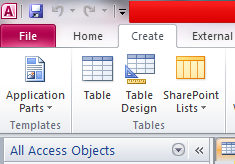 A
File Home Create External
Application Parts
Table
Table Design
SharePoint Lists
Templates
Tables
All Access Objects